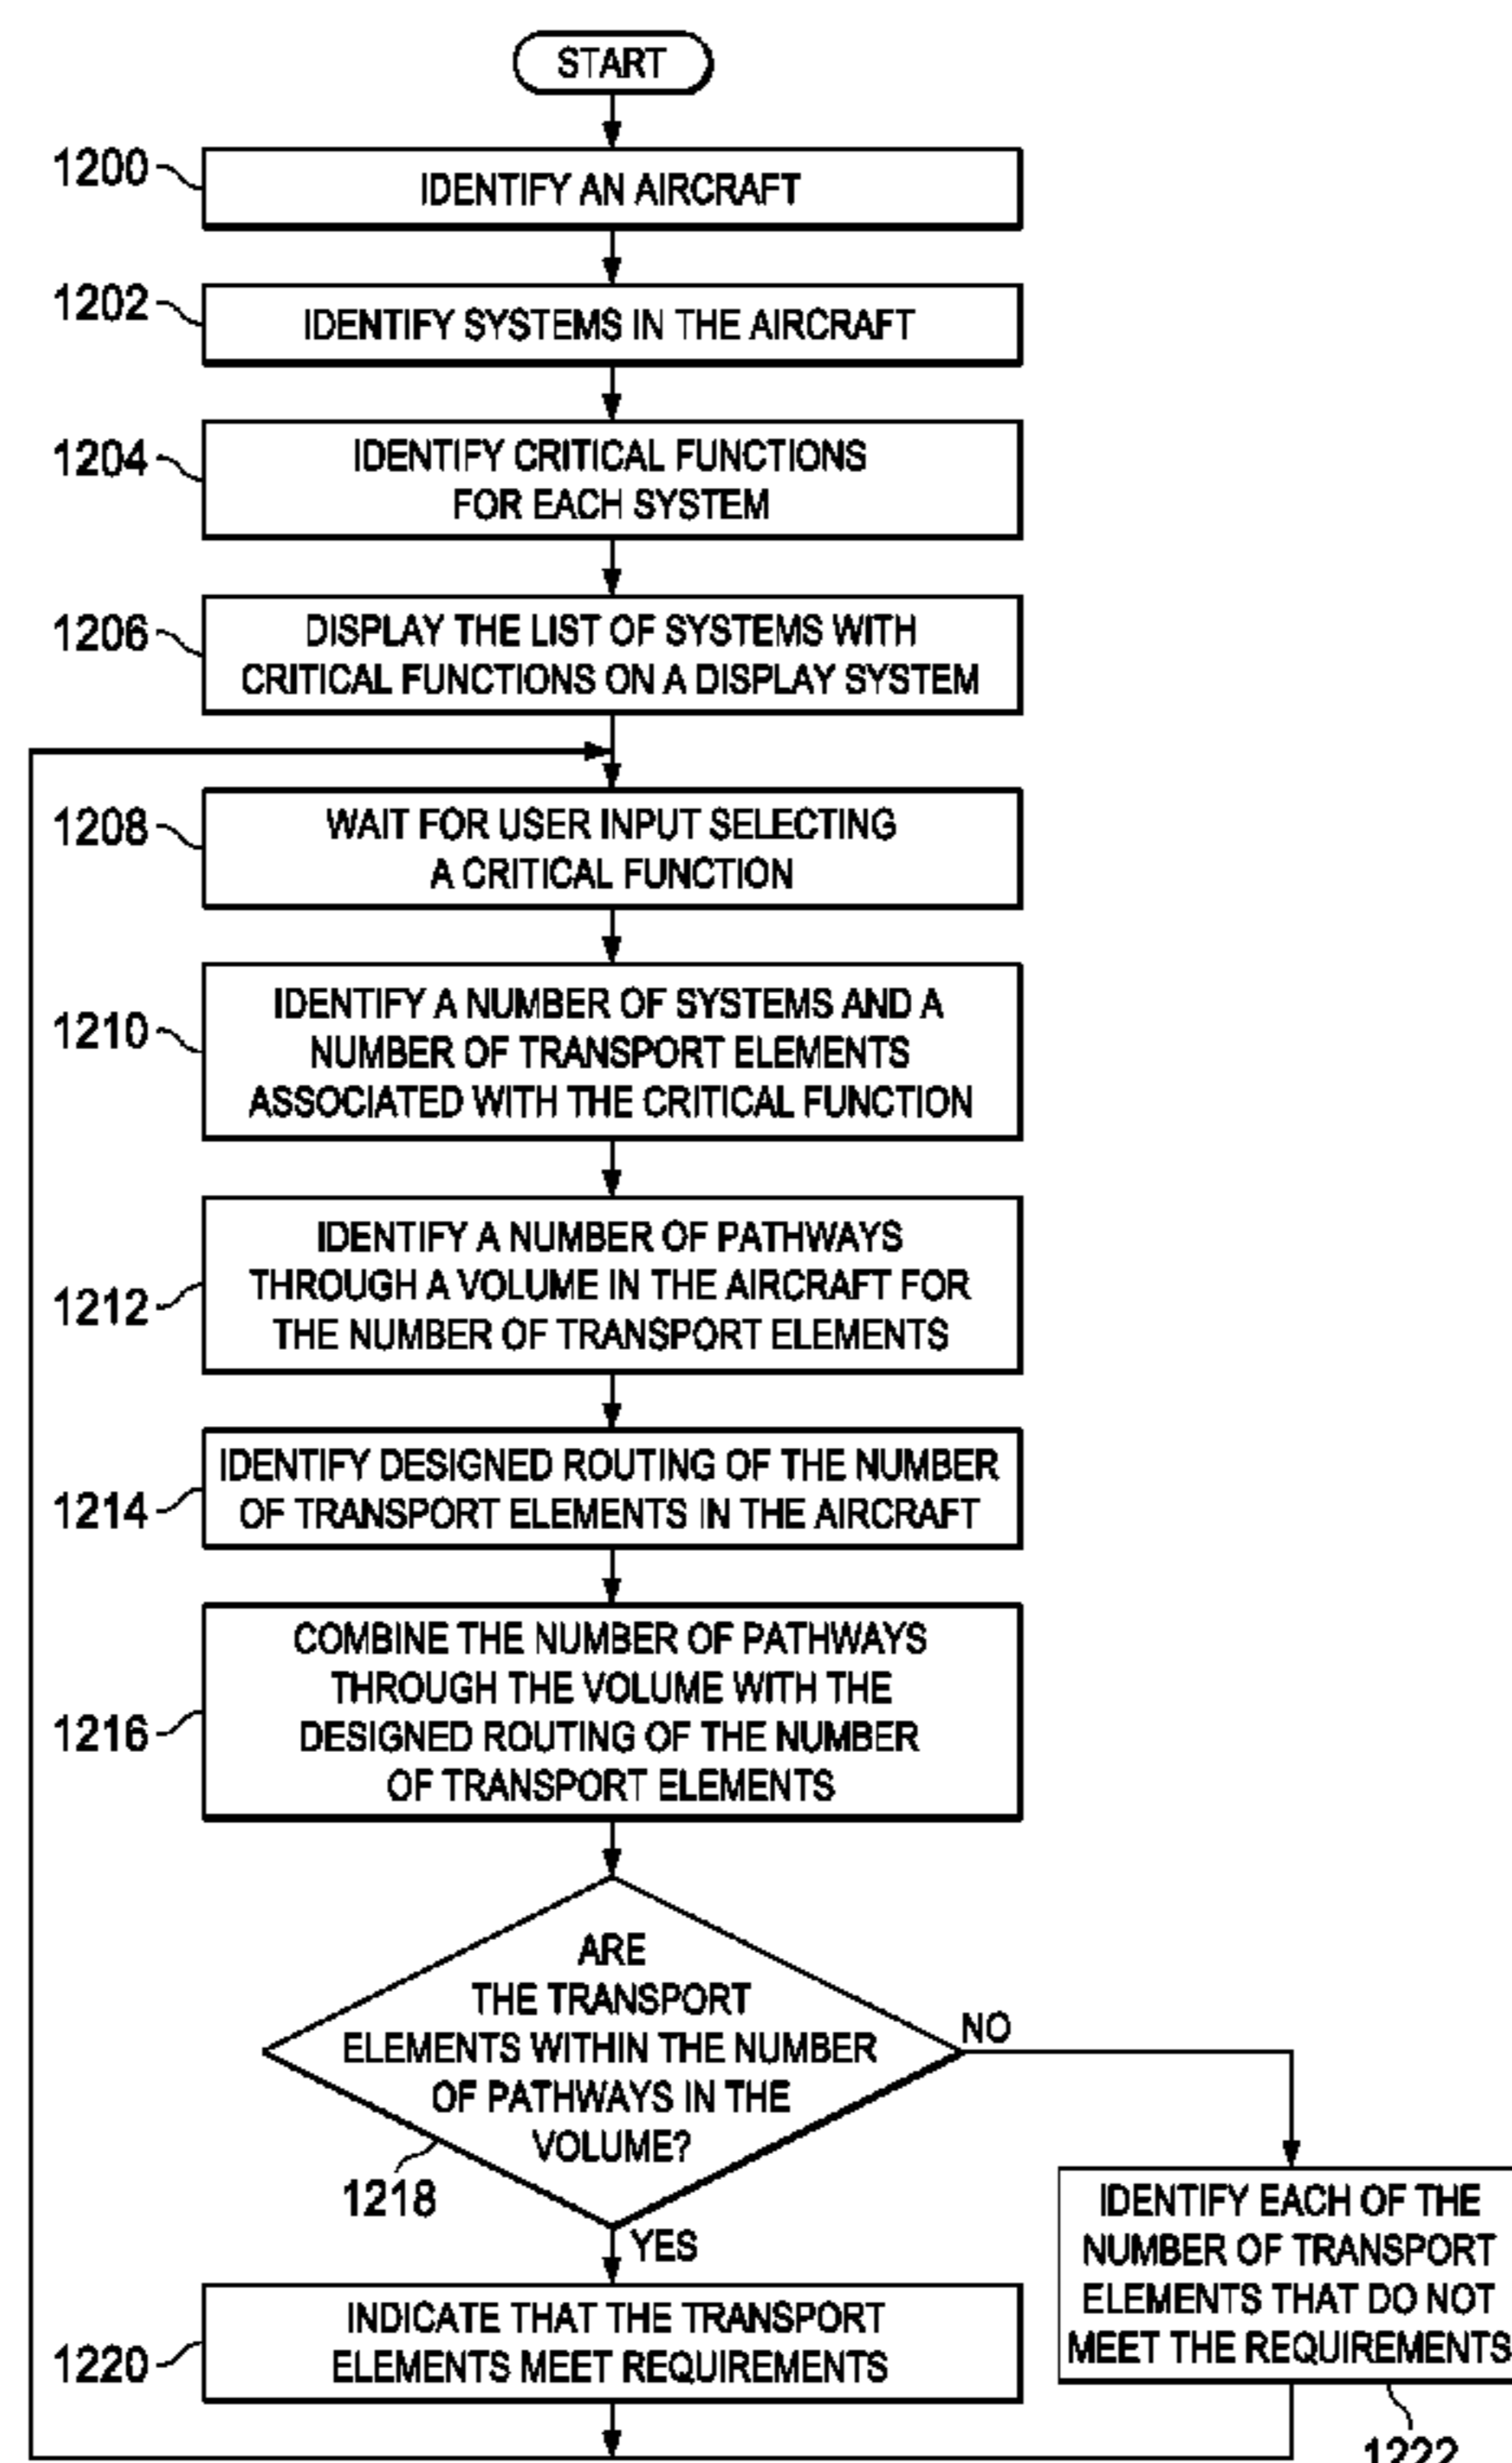 START
1200
IDENTIFY AN AIRCRAFT
1202
IDENTIFY SYSTEMS IN THE AIRCRAFT
1204
IDENTIFY CRITICAL FUNCTIONS
FOR EACH SYSTEM
1206
DISPLAY THE LIST OF SYSTEMS WITH
CRITICAL FUNCTIONS ON A DISPLAY SYSTEM
1208
WAIT FOR USER INPUT SELECTING
A CRITICAL FUNCTION
1210
IDENTIFY A NUMBER OF SYSTEMS AND A
NUMBER OF TRANSPORT ELEMENTS
ASSOCIATED WITH THE CRITICAL FUNCTION
1212
IDENTIFY A NUMBER OF PATHWAYS
THROUGH A VOLUME IN THE AIRCRAFT FOR
THE NUMBER OF TRANSPORT ELEMENTS
1214
IDENTIFY DESIGNED ROUTING OF THE NUMBER
OF TRANSPORT ELEMENTS IN THE AIRCRAFT
1216
COMBINE THE NUMBER OF PATHWAYS
THROUGH THE VOLUME WITH THE
DESIGNED ROUTING OF THE NUMBER
OF TRANSPORT ELEMENTS
ARE
THE TRANSPORT
ELEMENTS WITHIN THE NUMBER
OF PATHWAYS IN THE
VOLUME?
1218
NO
YES
1220
INDICATE THAT THE TRANSPORT
ELEMENTS MEET REQUIREMENTS
IDENTIFY EACH OF THE
NUMBER OF TRANSPORT
ELEMENTS THAT DO NOT
MEET THE REQUIREMENTS
1222